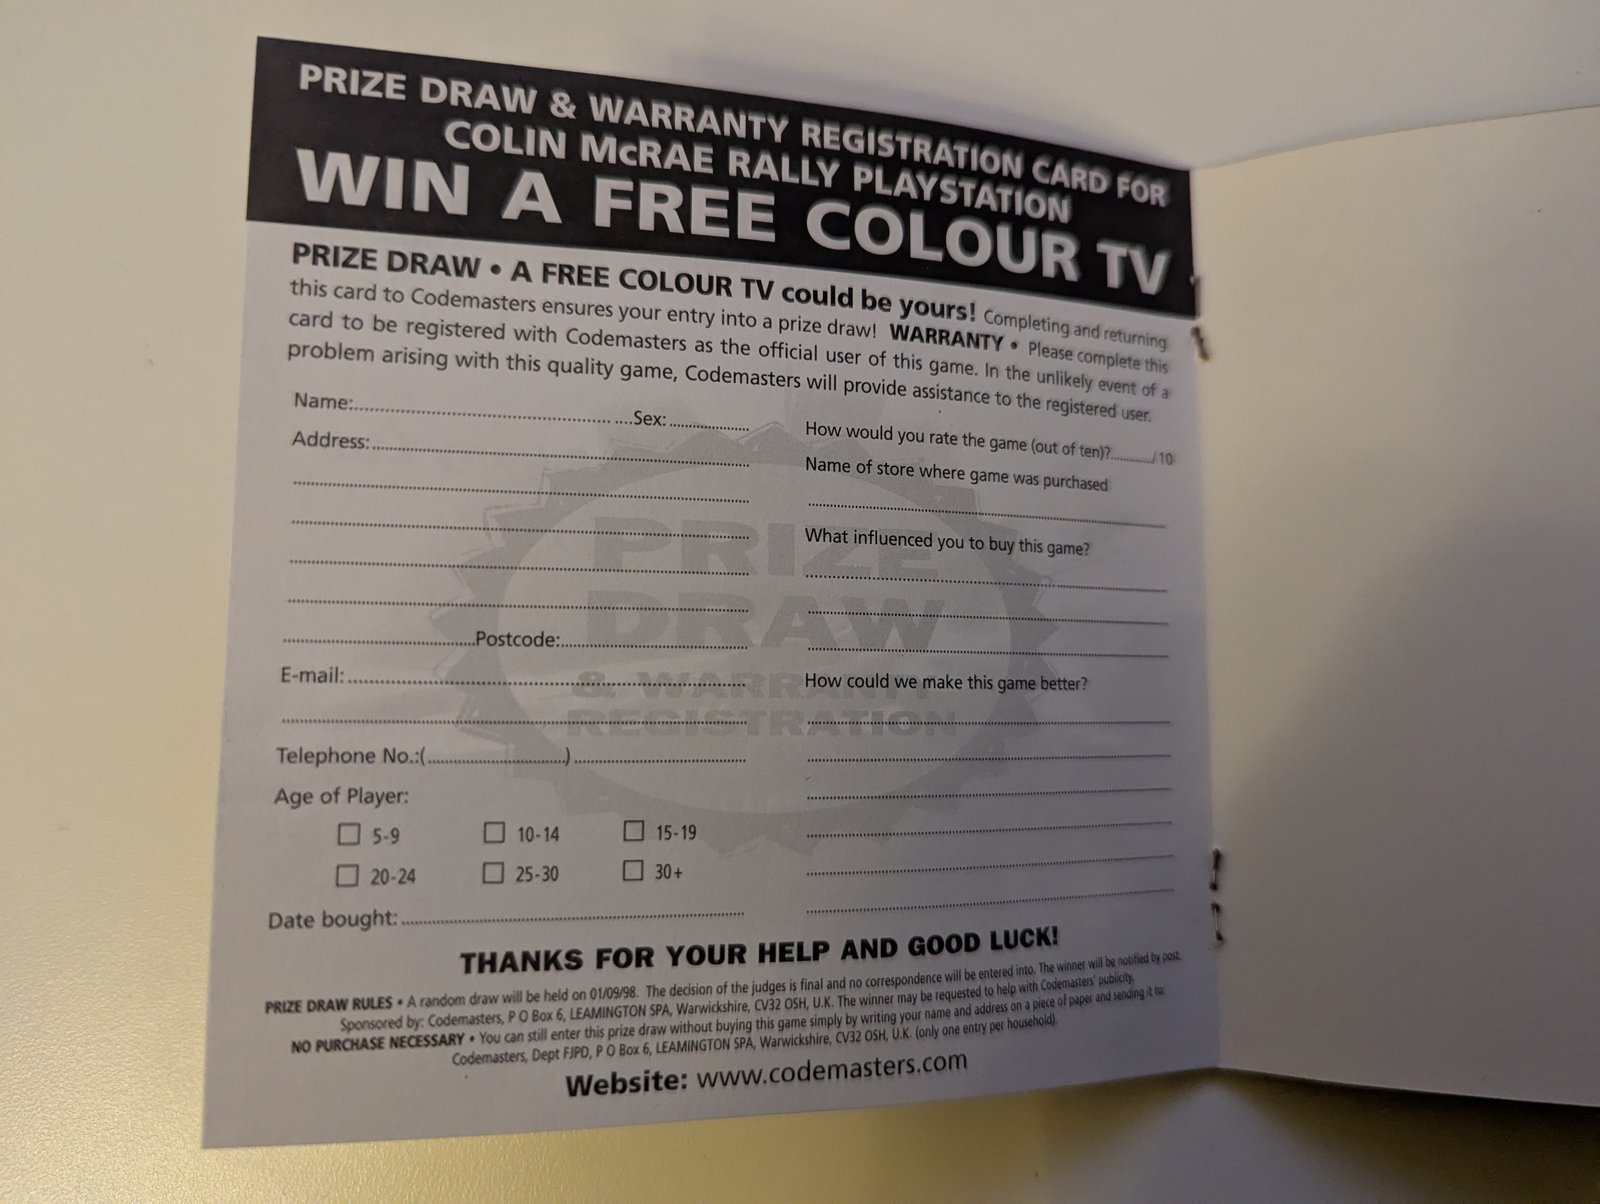 PRIZE DRAW & WARRANTY REGISTRATION CARD FOR
COLIN McRAE RALLY PLAYSTATION
WIN A FREE COLOUR TV
PRIZE DRAW • A FREE COLOUR TV could be yours! Completing and returning
this card to Codemasters ensures your entry into a prize draw! WARRANTY • Please complete this
card to be registered with Codemasters as the official user of this game. In the unlikely event of a
problem arising with this quality game, Codemasters will provide assistance to the registered user.
Name:.............................................Sex:................
Address:................................................................
Postcode:................................
E-mail:................................................................
Telephone No.:(..........................)................................
Age of Player:
5-9 10-14 15-19
20-24 25-30 30+
Date bought:................................................................
How would you rate the game (out of ten)?........../10
Name of store where game was purchased
What influenced you to buy this game?
How could we make this game better?
PRIZE
DRAW
& WARRANTY
REGISTRATION
THANKS FOR YOUR HELP AND GOOD LUCK!
PRIZE DRAW RULES • A random draw will be held on 01/09/98. The decision of the judges is final and no correspondence will be entered into. The winner will be notified by post.
Sponsored by: Codemasters, P O Box 6, LEAMINGTON SPA, Warwickshire, CV32 OSH, U.K. The winner may be requested to help with Codemasters' publicity.
NO PURCHASE NECESSARY • You can still enter this prize draw without buying this game simply by writing your name and address on a piece of paper and sending it to:
Codemasters, Dept FJPD, P O Box 6, LEAMINGTON SPA, Warwickshire, CV32 OSH, U.K. (only one entry per household).
Website: www.codemasters.com